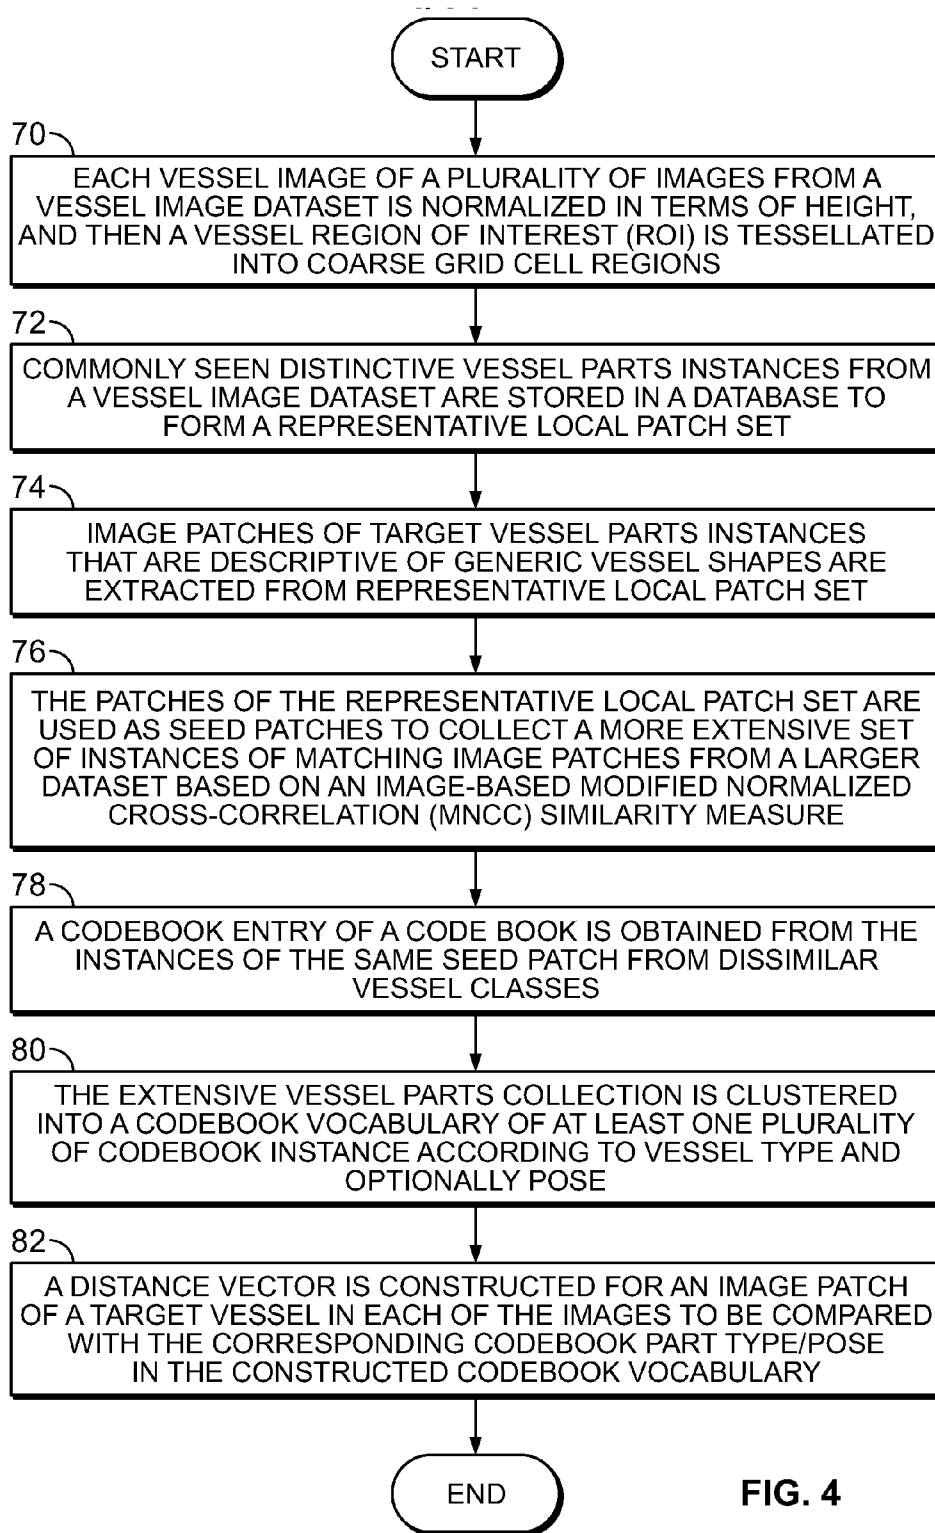 START
70
EACH VESSEL IMAGE OF A PLURALITY OF IMAGES FROM A
VESSEL IMAGE DATASET IS NORMALIZED IN TERMS OF HEIGHT,
AND THEN A VESSEL REGION OF INTEREST (ROI) IS TESSELLATED
INTO COARSE GRID CELL REGIONS
72
COMMONLY SEEN DISTINCTIVE VESSEL PARTS INSTANCES FROM
A VESSEL IMAGE DATASET ARE STORED IN A DATABASE TO
FORM A REPRESENTATIVE LOCAL PATCH SET
74
IMAGE PATCHES OF TARGET VESSEL PARTS INSTANCES
THAT ARE DESCRIPTIVE OF GENERIC VESSEL SHAPES ARE
EXTRACTED FROM REPRESENTATIVE LOCAL PATCH SET
76
THE PATCHES OF THE REPRESENTATIVE LOCAL PATCH SET ARE
USED AS SEED PATCHES TO COLLECT A MORE EXTENSIVE SET
OF INSTANCES OF MATCHING IMAGE PATCHES FROM A LARGER
DATASET BASED ON AN IMAGE-BASED MODIFIED NORMALIZED
CROSS-CORRELATION (MNCC) SIMILARITY MEASURE
78
A CODEBOOK ENTRY OF A CODE BOOK IS OBTAINED FROM THE
INSTANCES OF THE SAME SEED PATCH FROM DISSIMILAR
VESSEL CLASSES
80
THE EXTENSIVE VESSEL PARTS COLLECTION IS CLUSTERED
INTO A CODEBOOK VOCABULARY OF AT LEAST ONE PLURALITY
OF CODEBOOK INSTANCE ACCORDING TO VESSEL TYPE AND
OPTIONALLY POSE
82
A DISTANCE VECTOR IS CONSTRUCTED FOR AN IMAGE PATCH
OF A TARGET VESSEL IN EACH OF THE IMAGES TO BE COMPARED
WITH THE CORRESPONDING CODEBOOK PART TYPE/POSE
IN THE CONSTRUCTED CODEBOOK VOCABULARY
END
FIG. 4